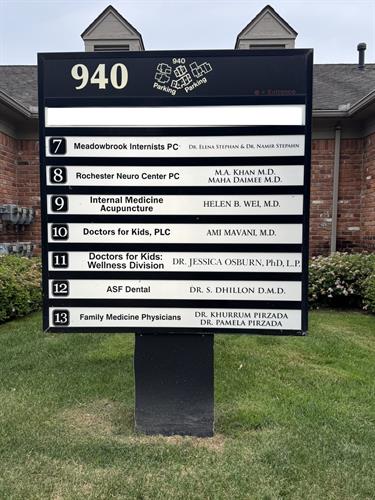 940
940
Parking Parking
= Entrance
7 Meadowbrook Internists PC DR. ELENA STEPHAN & DR. NAMIR STEPAHN
8 Rochester Neuro Center PC M.A. KHAN M.D.
MAHA DAIMEE M.D.
9 Internal Medicine
Acupuncture HELEN B. WEI, M.D.
10 Doctors for Kids, PLC AMI MAVANI, M.D.
11 Doctors for Kids:
Wellness Division DR. JESSICA OSBURN, PhD, L.P.
12 ASF Dental DR. S. DHILLON D.M.D.
13 Family Medicine Physicians DR. KHURRUM PIRZADA
DR. PAMELA PIRZADA